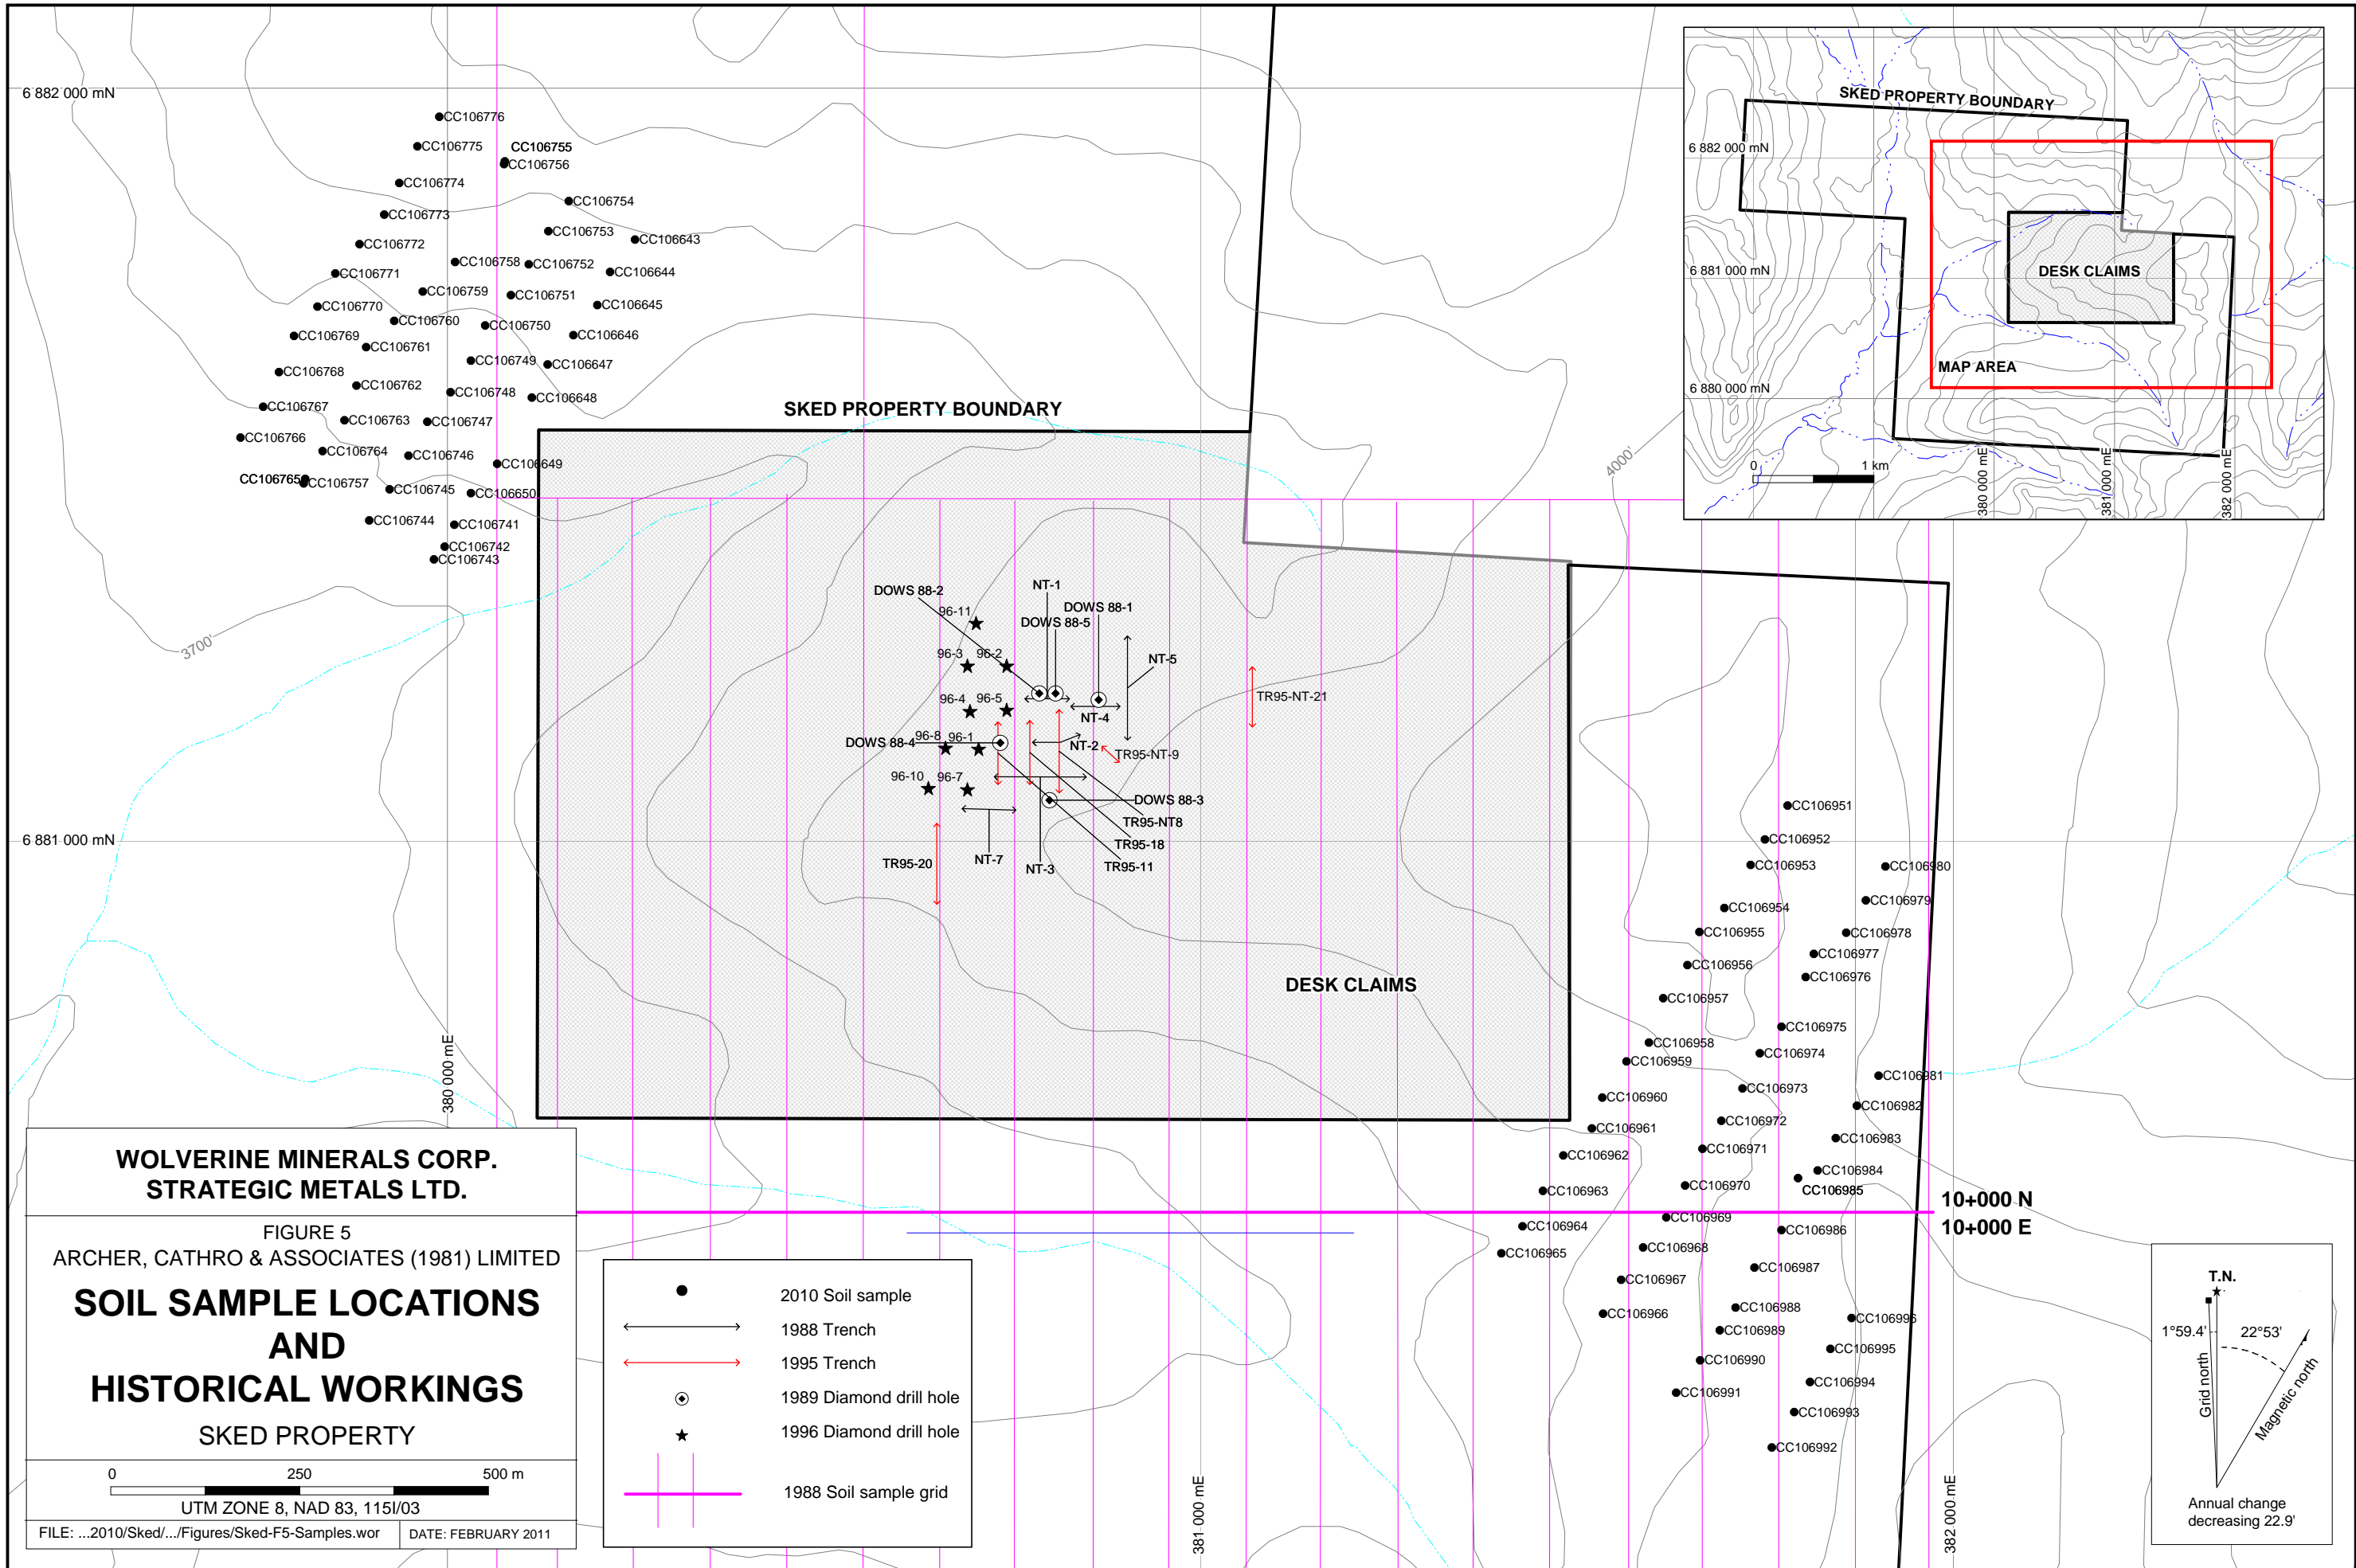 6 882 000 mN
CC106776
CC106775
CC106755
CC106756
CC106774
CC106754
CC106773
CC106753
CC106643
CC106772
CC106758
CC106752
CC106644
CC106771
CC106759
CC106751
CC106645
CC106770
CC106760
CC106750
CC106646
CC106769
CC106761
CC106749
CC106647
CC106768
CC106762
CC106748
CC106648
CC106767
CC106763
CC106747
CC106766
CC106764
CC106746
CC106649
CC106765
CC106757
CC106745
CC106650
CC106744
CC106741
CC106742
CC106743
3700'
SKED PROPERTY BOUNDARY
4000'
SKED PROPERTY BOUNDARY
6 882 000 mN
6 881 000 mN
DESK CLAIMS
MAP AREA
6 880 000 mN
0
1 km
380 000 mE
381 000 mE
382 000 mE
DOWS 88-2
NT-1
DOWS 88-1
96-11
DOWS 88-5
96-3
96-2
NT-5
96-4
96-5
TR95-NT-21
NT-4
DOWS 88-4
96-8
96-1
NT-2
TR95-NT-9
96-10
96-7
DOWS 88-3
TR95-NT8
TR95-18
TR95-20
NT-7
NT-3
TR95-11
6 881 000 mN
DESK CLAIMS
CC106951
CC106952
CC106953
CC106980
CC106954
CC106979
CC106955
CC106978
CC106977
CC106956
CC106976
CC106957
CC106975
CC106958
CC106974
CC106959
CC106981
CC106973
CC106960
CC106982
CC106972
CC106961
CC106983
CC106971
CC106962
CC106984
CC106970
CC106985
CC106963
CC106969
CC106964
CC106986
CC106968
CC106965
CC106987
CC106967
CC106988
CC106966
CC106996
CC106989
CC106995
CC106990
CC106994
CC106991
CC106993
CC106992
10+000 N
10+000 E
380 000 mE
381 000 mE
382 000 mE
WOLVERINE MINERALS CORP.
STRATEGIC METALS LTD.
FIGURE 5
ARCHER, CATHRO & ASSOCIATES (1981) LIMITED
SOIL SAMPLE LOCATIONS
AND
HISTORICAL WORKINGS
SKED PROPERTY
0 250 500 m
UTM ZONE 8, NAD 83, 115I/03
FILE: ...2010/Sked/.../Figures/Sked-F5-Samples.wor
DATE: FEBRUARY 2011
2010 Soil sample
1988 Trench
1995 Trench
1989 Diamond drill hole
1996 Diamond drill hole
1988 Soil sample grid
T.N.
1°59.4'
22°53'
Grid north
Magnetic north
Annual change
decreasing 22.9'